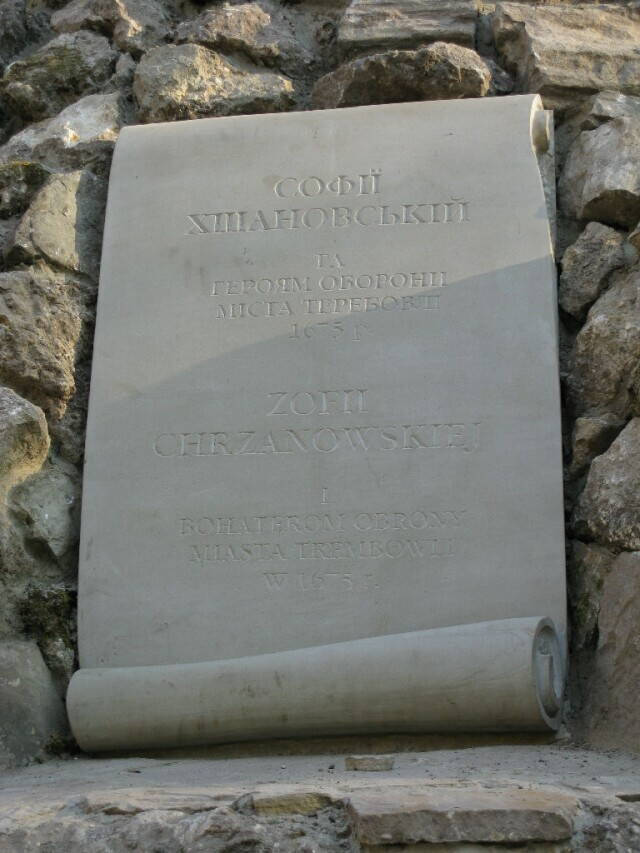 СОФІЇ
ХШАНОВСЬКІЙ
ТА
ГЕРОЯМ ОБОРОНИ
МІСТА ТЕРЕБОВЛІ
1675 р.
ZOFII
CHRZANOWSKIEJ
I
BOHATEROM OBRONY
MIASTA TREMBOWLI
W 1675 r.